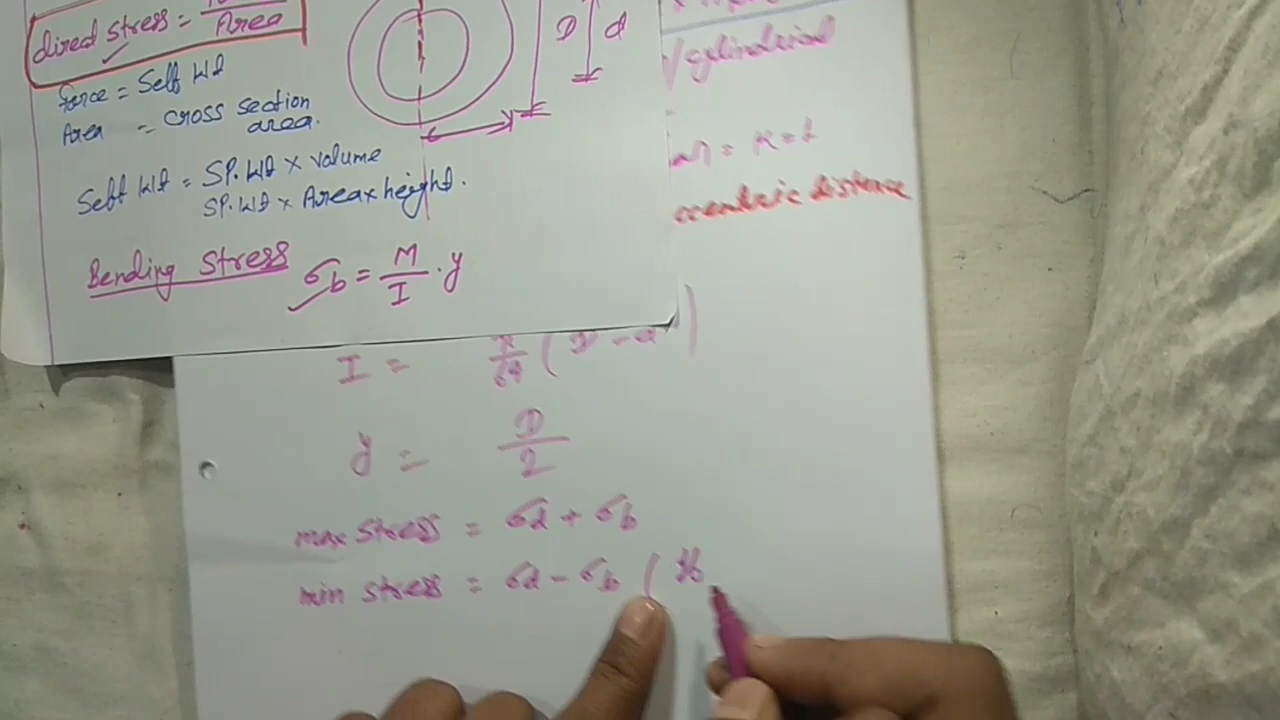 direct stress = Area
Force = Self Wt
Area = cross section area.
Self Wt = SP. Wt x volume
SP. Wt x Area x height.
Bending stress σb = M/I . y
D d
cylindrical
distance
I = π/64 (
y = D/2
max stress = σd + σb
min stress = σd - σb (